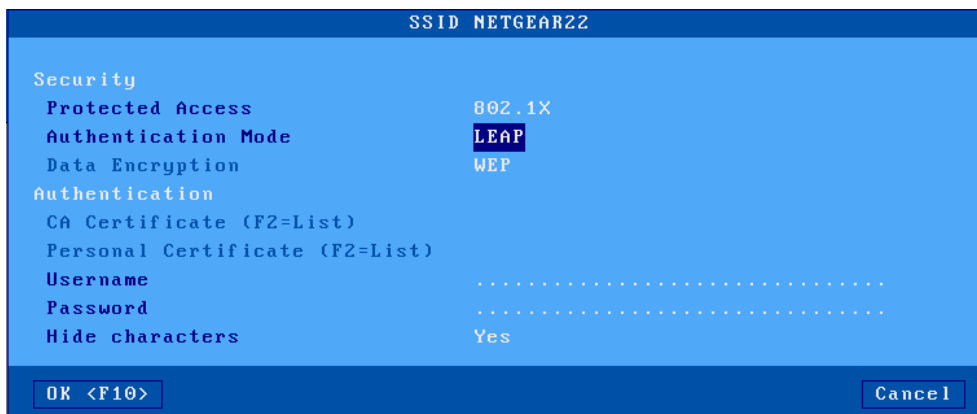 SSID NETGEAR22
Security
Protected Access 802.1X
Authentication Mode LEAP
Data Encryption WEP
Authentication
CA Certificate (F2=List)
Personal Certificate (F2=List)
Username ..................................
Password ..................................
Hide characters Yes
OK <F10> Cancel